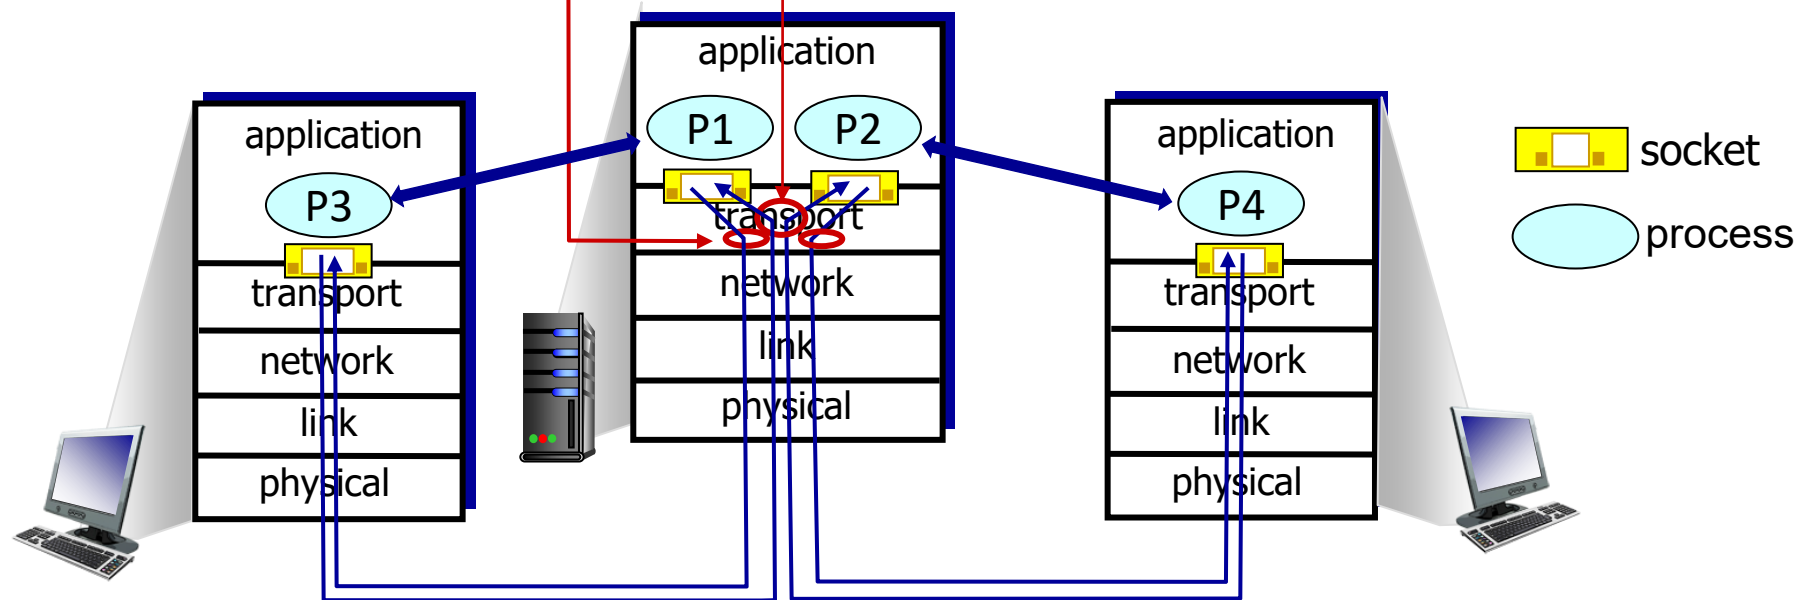 application
P3
transport
network
link
physical
application
P1
P2
transport
network
link
physical
application
P4
transport
network
link
physical
socket
process